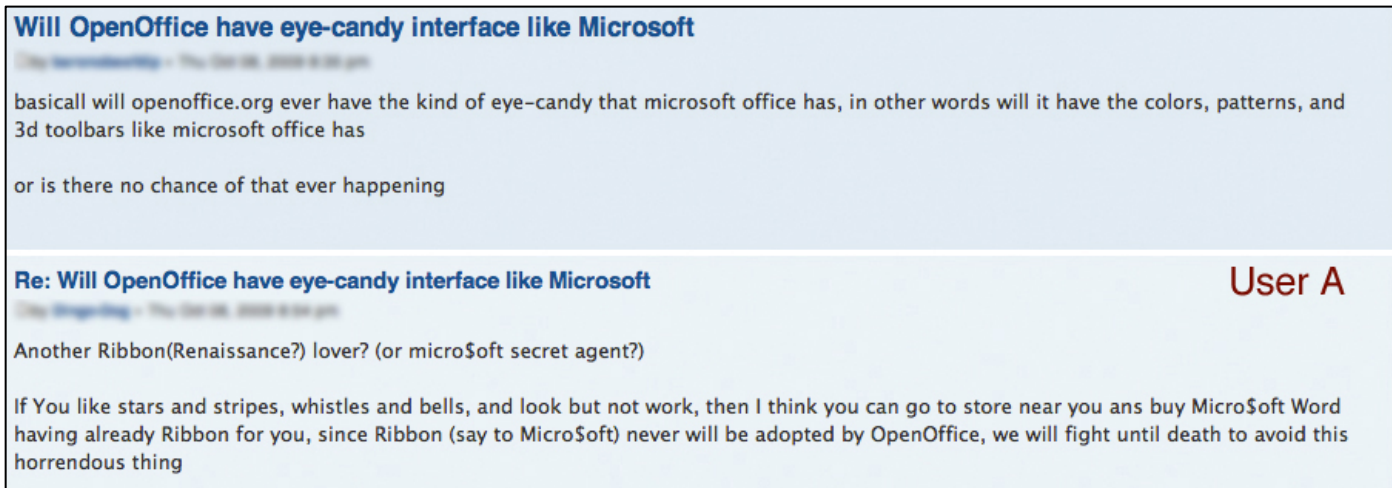 Will OpenOffice have eye-candy interface like Microsoft
by
basicall will openoffice.org ever have the kind of eye-candy that microsoft office has, in other words will it have the colors, patterns, and
3d toolbars like microsoft office has
or is there no chance of that ever happening
Re: Will OpenOffice have eye-candy interface like Microsoft
User A
by
Another Ribbon(Renaissance?) lover? (or micro$oft secret agent?)
If You like stars and stripes, whistles and bells, and look but not work, then I think you can go to store near you ans buy Micro$oft Word
having already Ribbon for you, since Ribbon (say to Micro$oft) never will be adopted by OpenOffice, we will fight until death to avoid this
horrendous thing